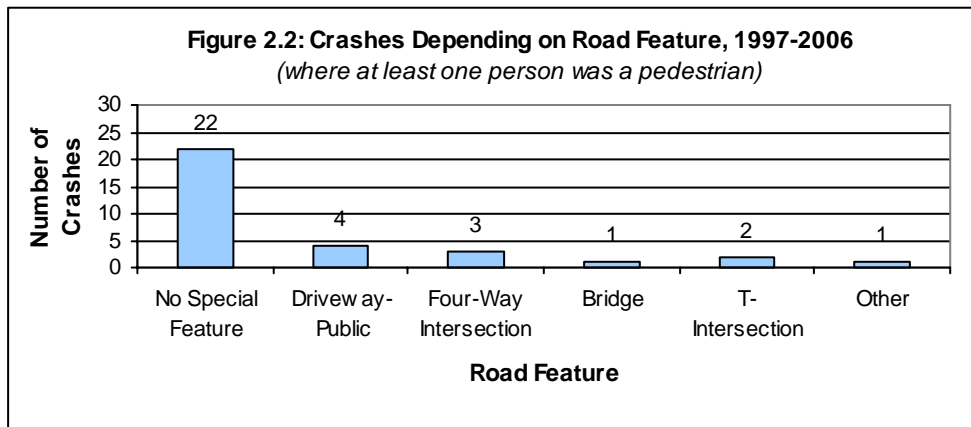 Figure 2.2: Crashes Depending on Road Feature, 1997-2006
(where at least one person was a pedestrian)
Number of
Crashes
30
25
20
15
10
5
0
22
4
3
1
2
1
No Special
Feature
Driveway-
Public
Four-Way
Intersection
Bridge
T-
Intersection
Other
Road Feature